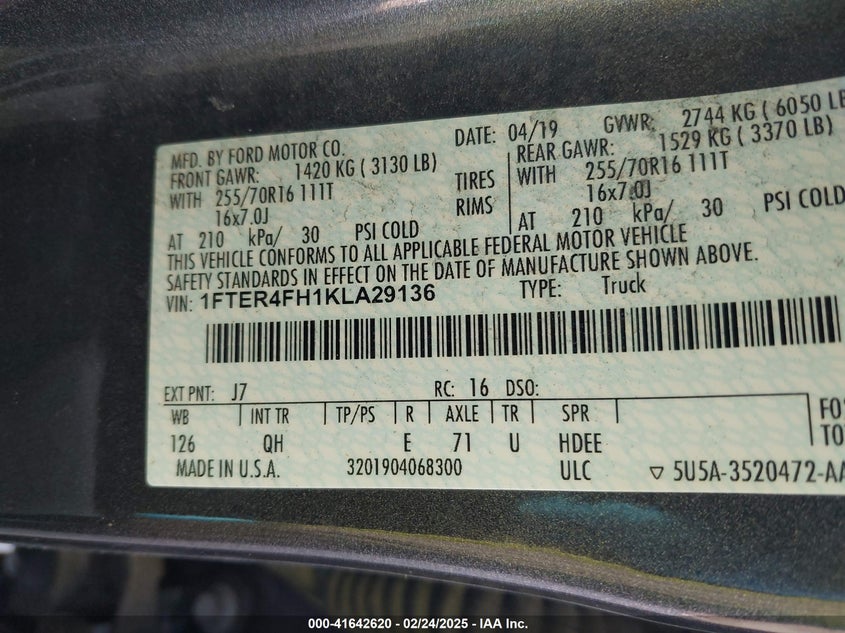 MFD. BY FORD MOTOR CO. DATE: 04/19 GVWR: 2744 KG ( 6050 LB
FRONT GAWR: 1420 KG ( 3130 LB) REAR GAWR: 1529 KG ( 3370 LB)
WITH 255/70R16 111T TIRES WITH 255/70R16 111T
16x7.0J RIMS 16x7.0J
AT 210 kPa/ 30 PSI COLD AT 210 kPa/ 30 PSI COLD
THIS VEHICLE CONFORMS TO ALL APPLICABLE FEDERAL MOTOR VEHICLE
SAFETY STANDARDS IN EFFECT ON THE DATE OF MANUFACTURE SHOWN ABOVE.
VIN: 1FTER4FH1KLA29136 TYPE: Truck
EXT PNT: J7 RC: 16 DSO:
WB INT TR TP/PS R AXLE TR SPR
126 QH E 71 U HDEE
MADE IN U.S.A. 3201904068300 ULC
FO
TO
5U5A-3520472-AA
000-41642620 / 02/24/2025 - IAA Inc.